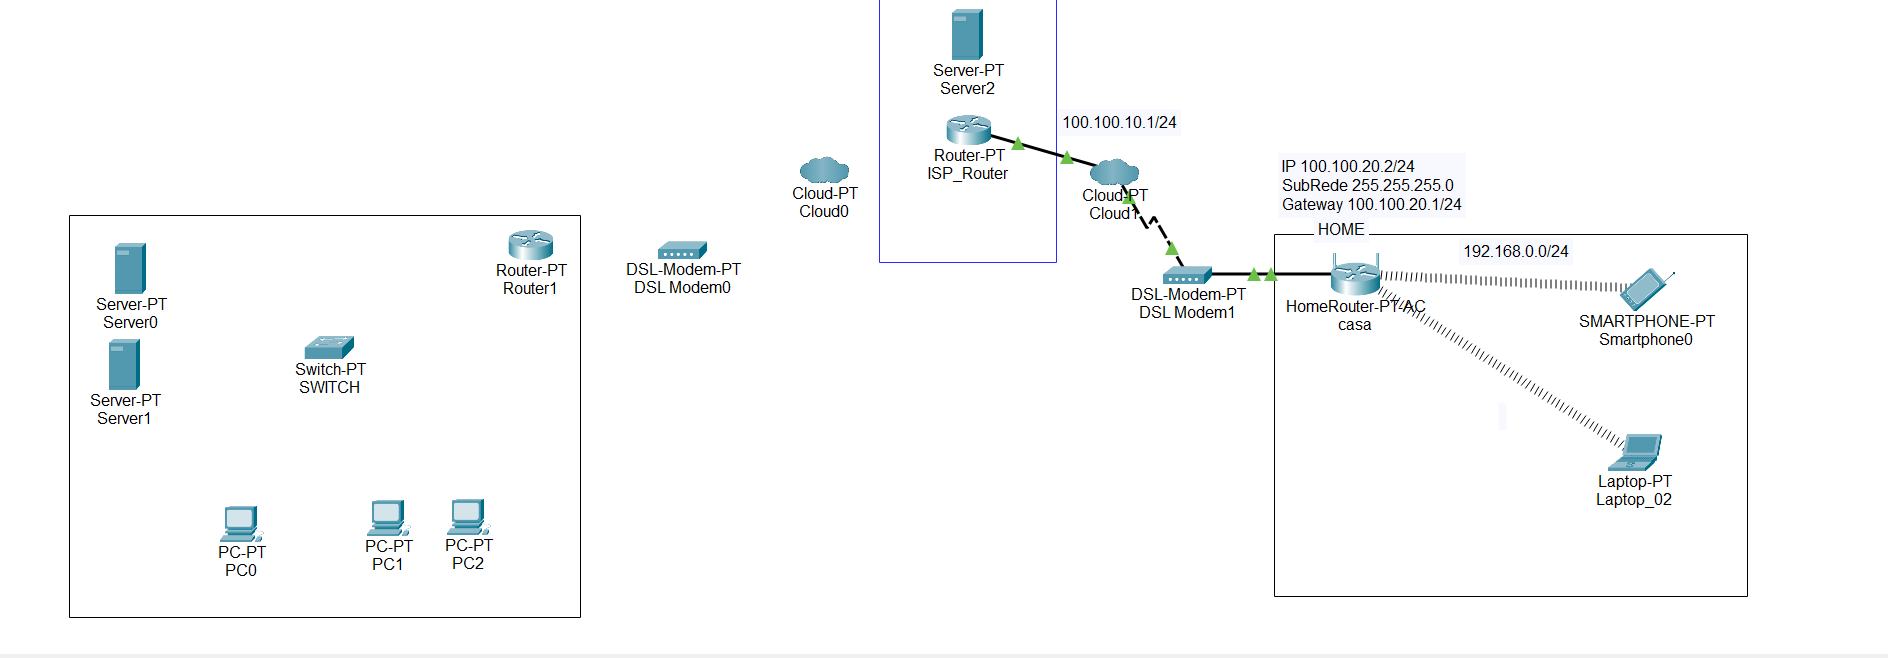 Server-PT
Server2
100.100.10.1/24
Router-PT
ISP_Router
Cloud-PT
Cloud0
Cloud-PT
Cloud1
IP 100.100.20.2/24
SubRede 255.255.255.0
Gateway 100.100.20.1/24
HOME
192.168.0.0/24
Server-PT
Server0
Router-PT
Router1
DSL-Modem-PT
DSL Modem0
DSL-Modem-PT
DSL Modem1
HomeRouter-PT-AC
casa
SMARTPHONE-PT
Smartphone0
Switch-PT
SWITCH
Server-PT
Server1
Laptop-PT
Laptop_02
PC-PT
PC0
PC-PT
PC1
PC-PT
PC2